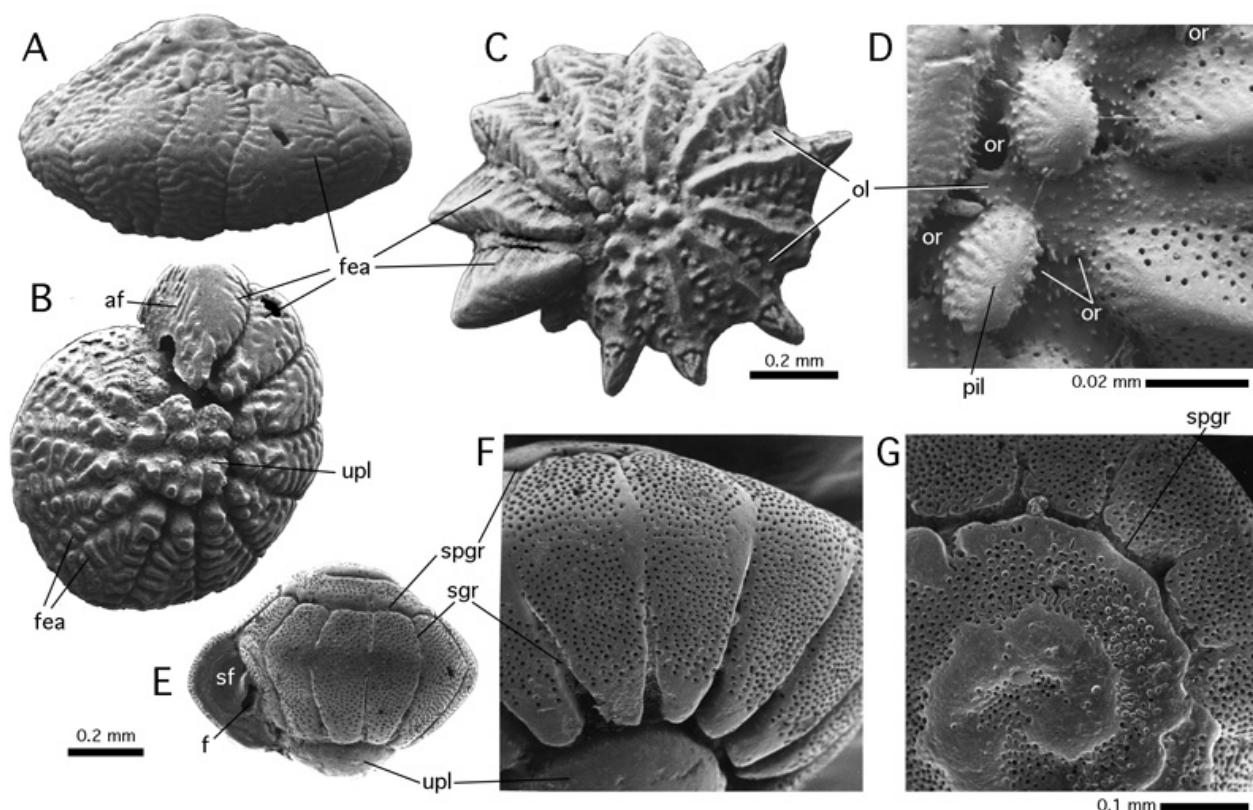 A
C
D
or
or
ol
or
fea
af
B
or
0.2 mm
pil
0.02 mm
upl
spgr
F
G
spgr
sgr
fea
E
sf
0.2 mm
f
upl
0.1 mm